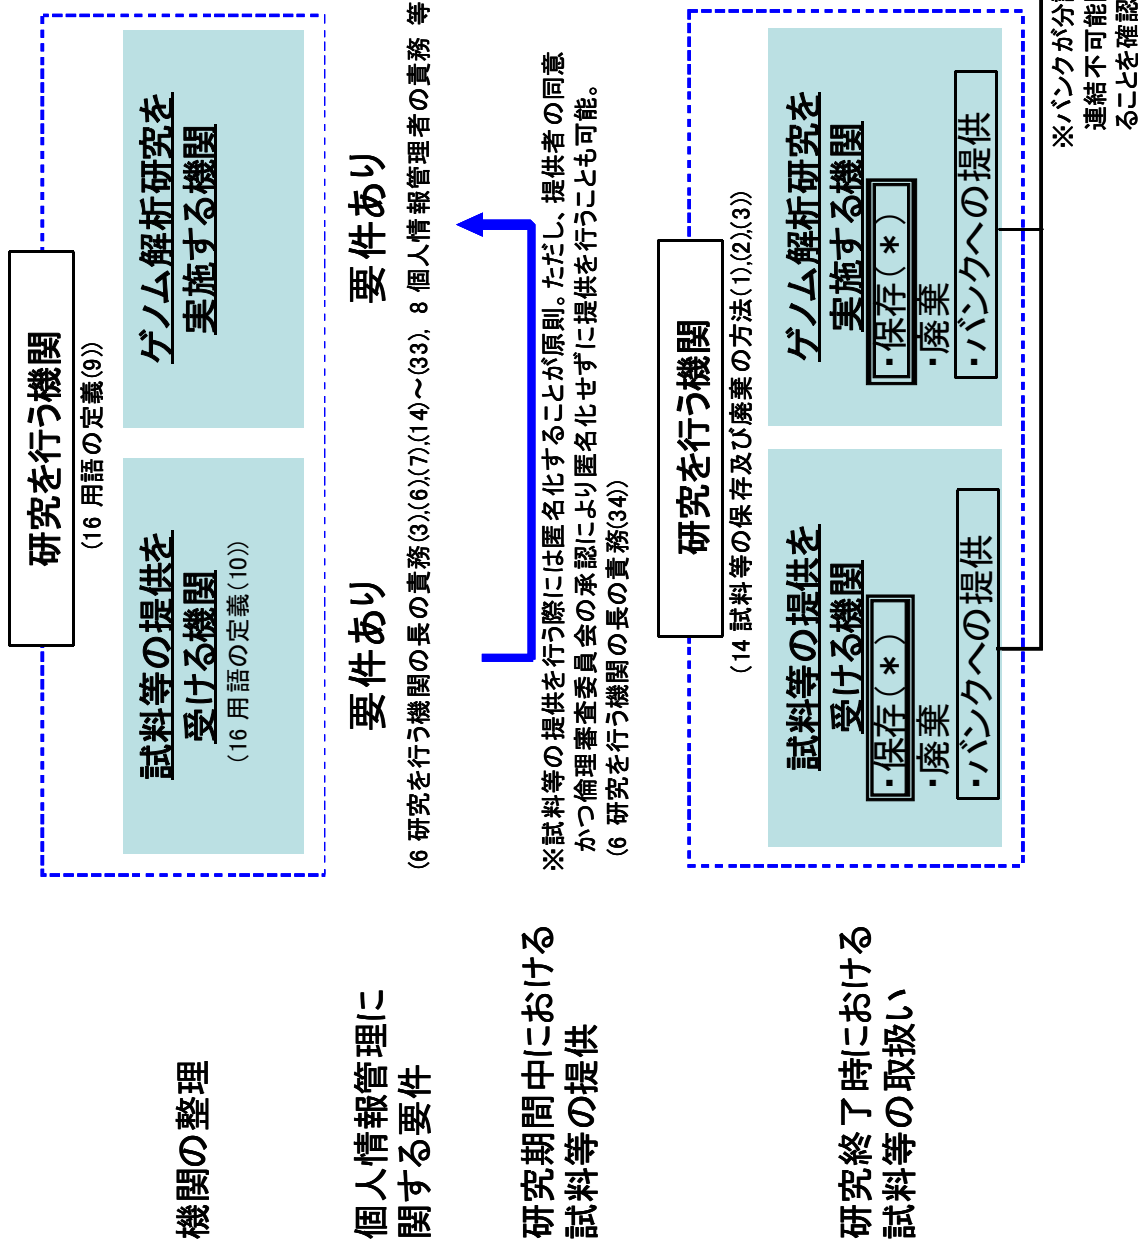 機関の整理
研究を行う機関
(16 用語の定義(9))
試料等の提供を
受ける機関
(16 用語の定義(10))
ゲノム解析研究を
実施する機関
個人情報管理に
関する要件
要件あり
要件あり
(6 研究を行う機関の長の責務(3),(6),(7),(14)～(33), 8 個人情報管理者の責務 等
研究期間中における
試料等の提供
※試料等の提供を行う際には匿名化することが原則。ただし、提供者の同意
かつ倫理審査委員会の承認により匿名化せずに提供を行うことも可能。
(6 研究を行う機関の長の責務(34))
研究終了時における
試料等の取扱い
研究を行う機関
(14 試料等の保存及び廃棄の方法(1),(2),(3))
試料等の提供を
受ける機関
・保存(*)
・廃棄
・バンクへの提供
ゲノム解析研究を
実施する機関
・保存(*)
・廃棄
・バンクへの提供
※バンクが分
連結不可能
ることを確認